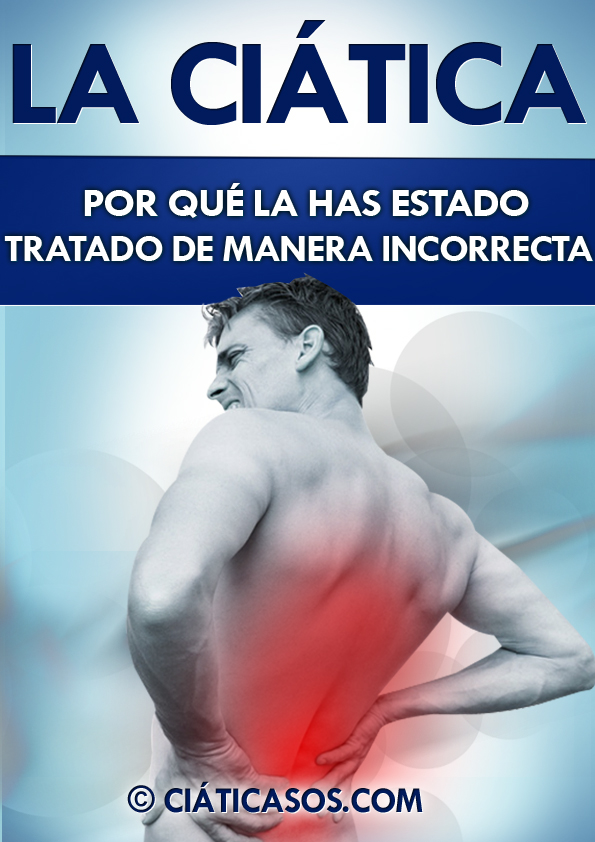 LA CIÁTICA
POR QUÉ LA HAS ESTADO
TRATADO DE MANERA INCORRECTA
© CIÁTICASOS.COM